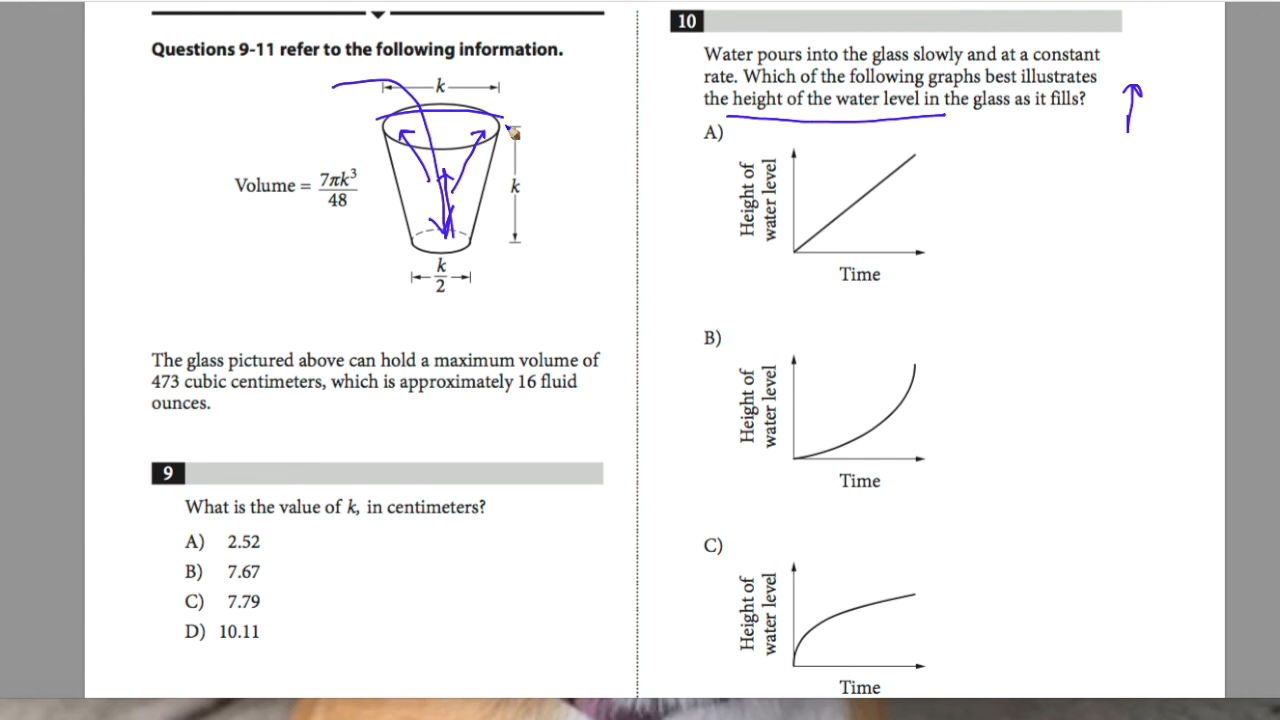 Questions 9-11 refer to the following information.
k
Volume = 7πk³/48
k
k/2
The glass pictured above can hold a maximum volume of
473 cubic centimeters, which is approximately 16 fluid
ounces.
9
What is the value of k, in centimeters?
A) 2.52
B) 7.67
C) 7.79
D) 10.11
10
Water pours into the glass slowly and at a constant
rate. Which of the following graphs best illustrates
the height of the water level in the glass as it fills?
A)
Height of
water level
Time
B)
Height of
water level
Time
C)
Height of
water level
Time